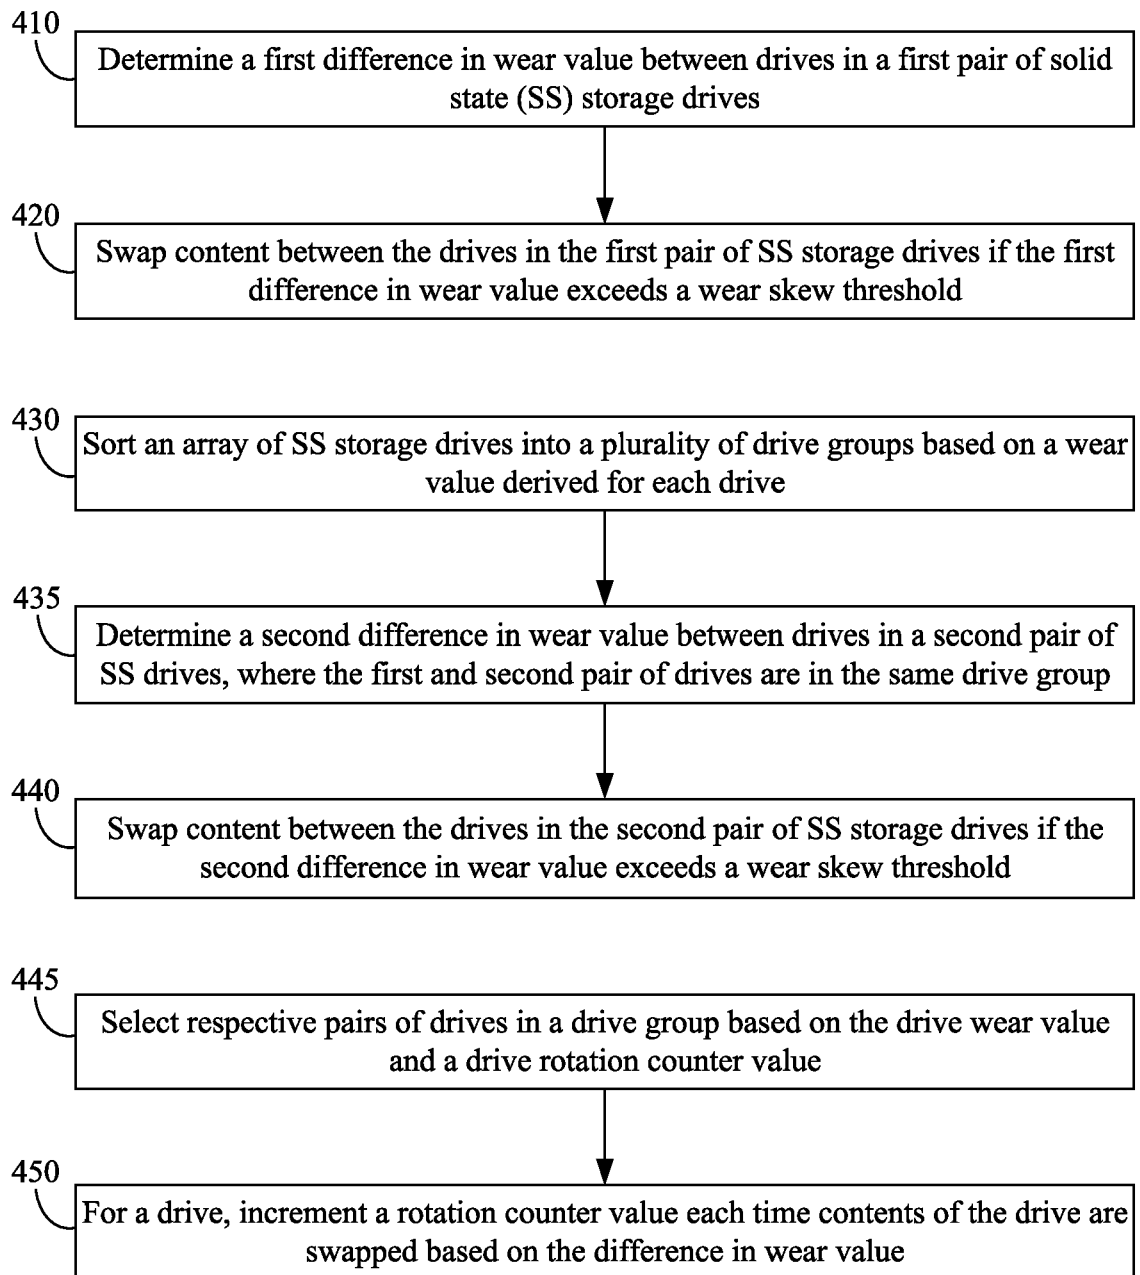 410
Determine a first difference in wear value between drives in a first pair of solid
state (SS) storage drives
420
Swap content between the drives in the first pair of SS storage drives if the first
difference in wear value exceeds a wear skew threshold
430
Sort an array of SS storage drives into a plurality of drive groups based on a wear
value derived for each drive
435
Determine a second difference in wear value between drives in a second pair of
SS drives, where the first and second pair of drives are in the same drive group
440
Swap content between the drives in the second pair of SS storage drives if the
second difference in wear value exceeds a wear skew threshold
445
Select respective pairs of drives in a drive group based on the drive wear value
and a drive rotation counter value
450
For a drive, increment a rotation counter value each time contents of the drive are
swapped based on the difference in wear value